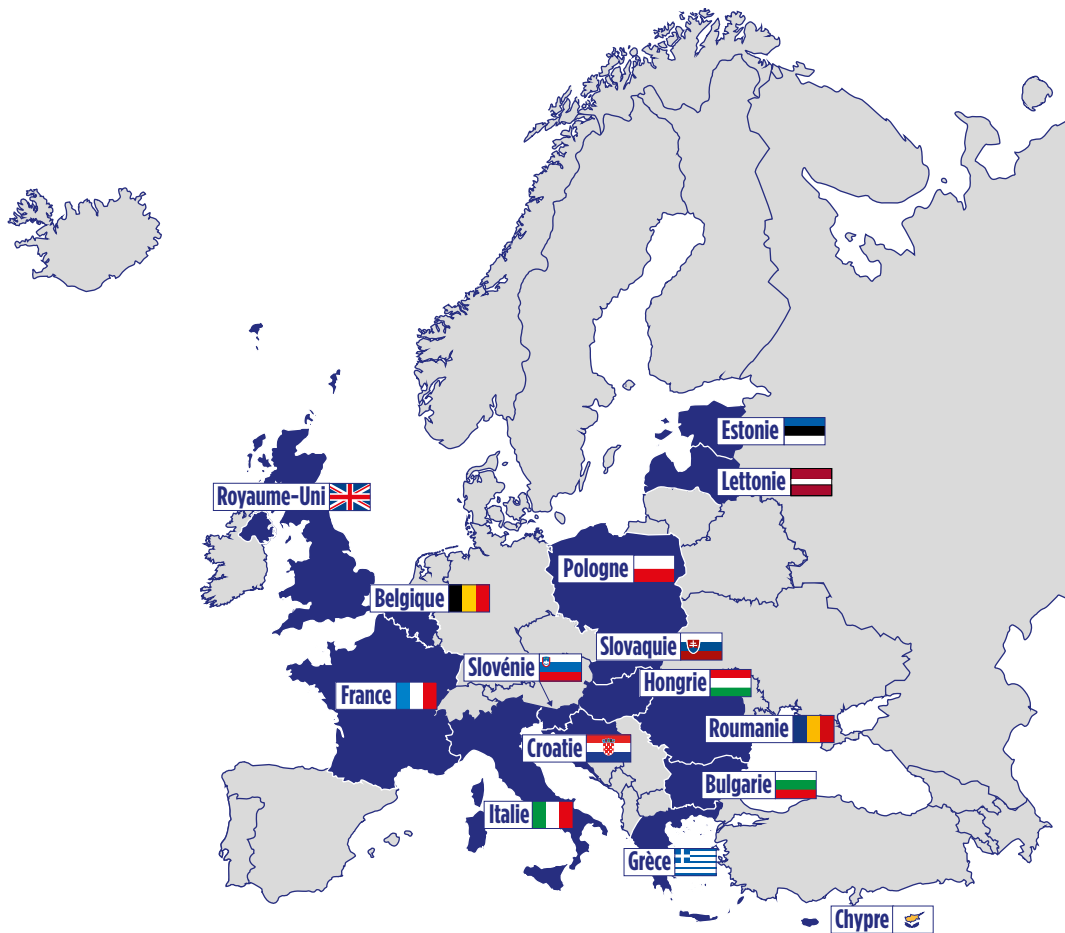 Estonie
Lettonie
Royaume-Uni
Pologne
Belgique
Slovaquie
Slovénie
Hongrie
France
Roumanie
Croatie
Bulgarie
Italie
Grèce
Chypre